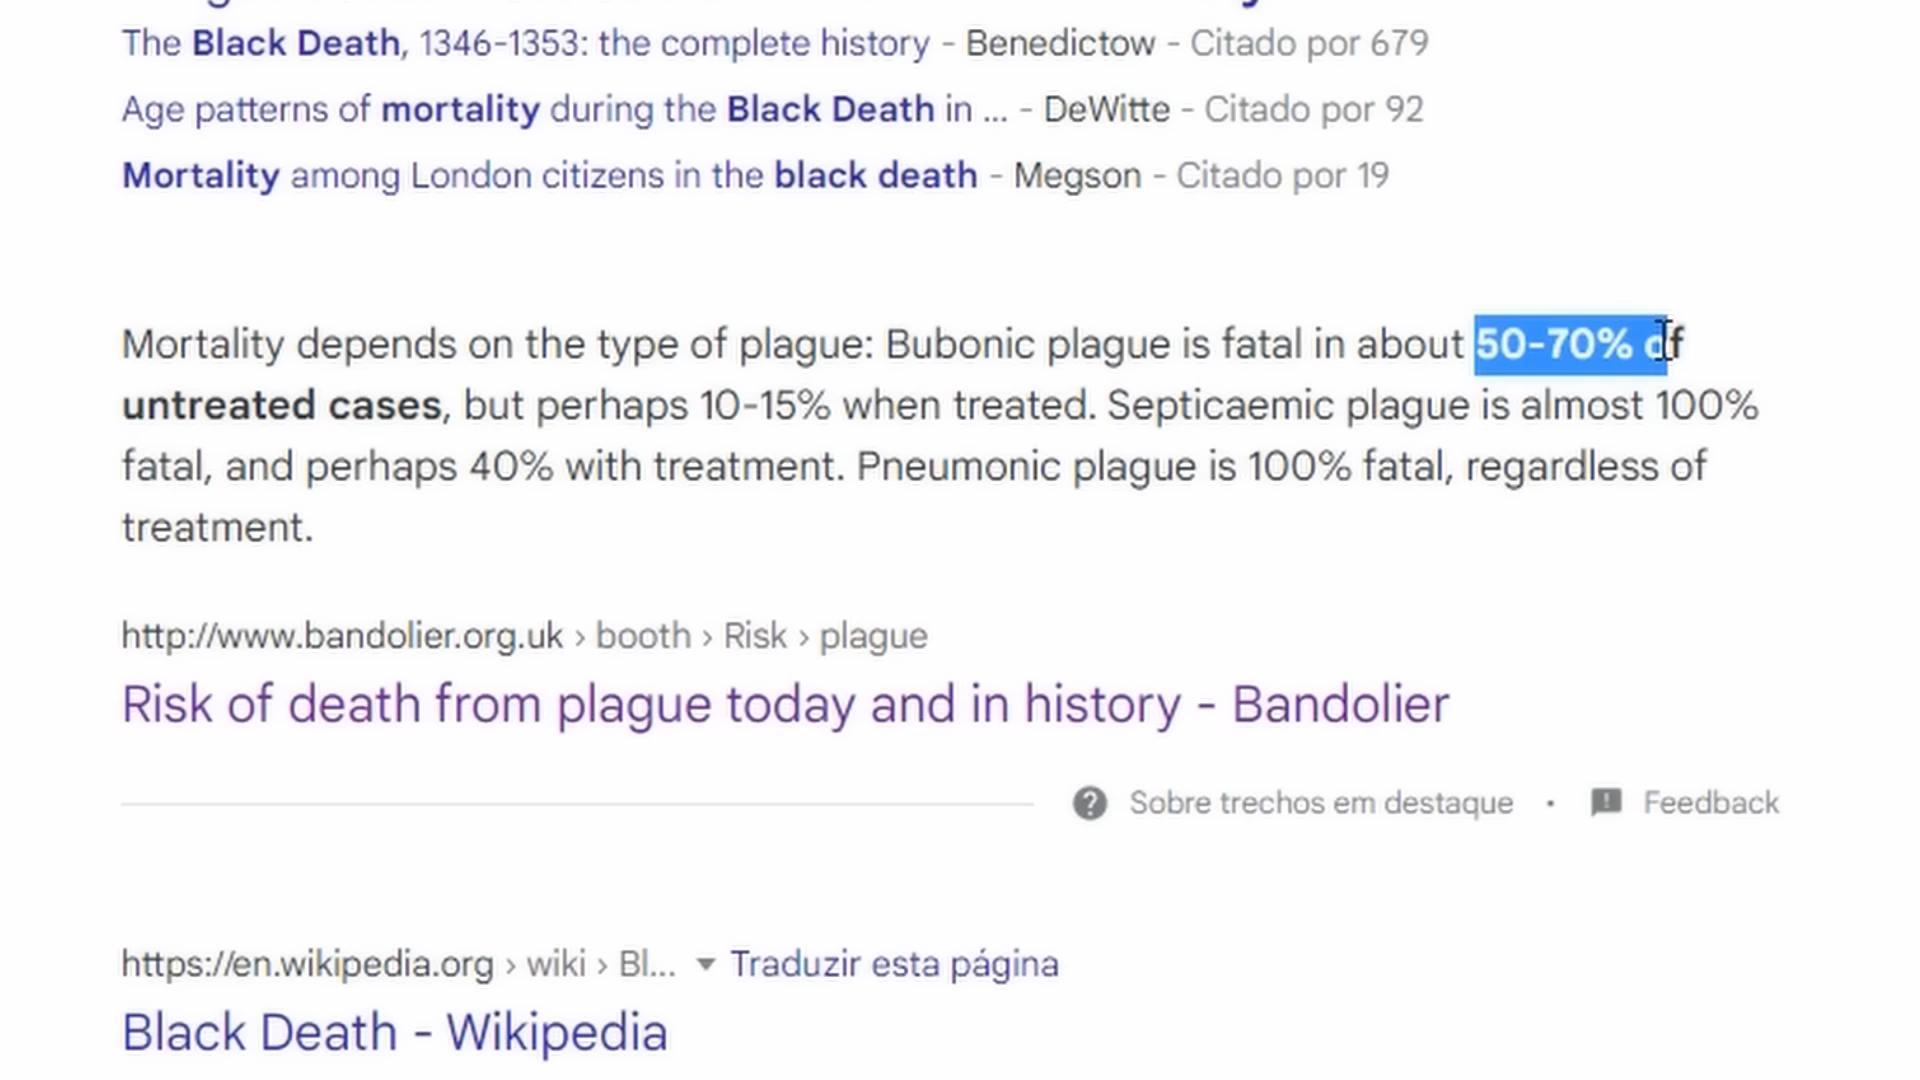 The Black Death, 1346-1353: the complete history - Benedictow - Citado por 679
Age patterns of mortality during the Black Death in ... - DeWitte - Citado por 92
Mortality among London citizens in the black death - Megson - Citado por 19
Mortality depends on the type of plague: Bubonic plague is fatal in about 50-70% of
untreated cases, but perhaps 10-15% when treated. Septicaemic plague is almost 100%
fatal, and perhaps 40% with treatment. Pneumonic plague is 100% fatal, regardless of
treatment.
http://www.bandolier.org.uk › booth › Risk › plague
Risk of death from plague today and in history - Bandolier
Sobre trechos em destaque • Feedback
https://en.wikipedia.org › wiki › Bl... Traduzir esta página
Black Death - Wikipedia